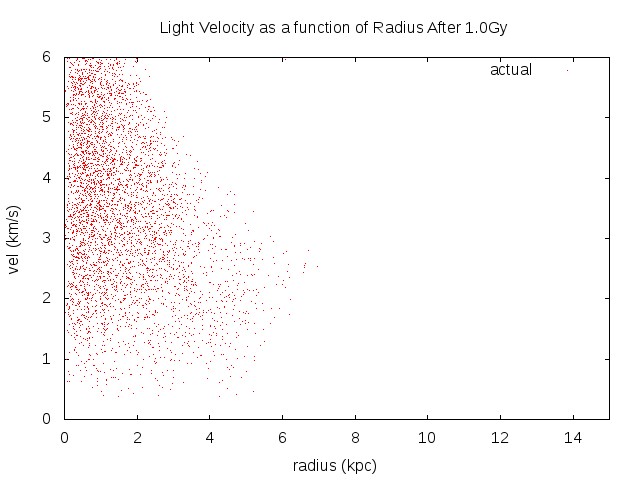 Light Velocity as a function of Radius After 1.0Gy
actual
6
5
4
3
2
1
0
vel (km/s)
0 2 4 6 8 10 12 14
radius (kpc)